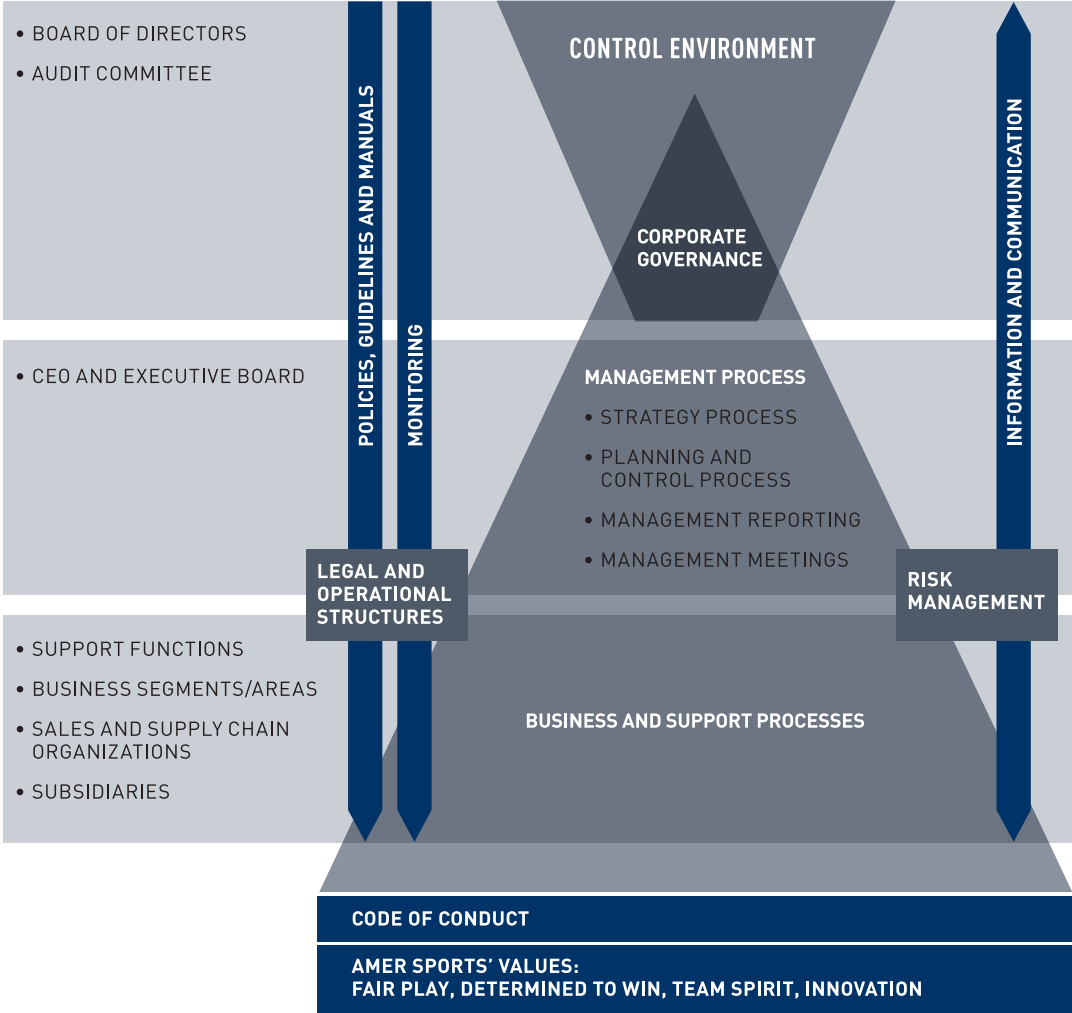 • BOARD OF DIRECTORS
• AUDIT COMMITTEE
POLICIES, GUIDELINES AND MANUALS
MONITORING
CONTROL ENVIRONMENT
CORPORATE
GOVERNANCE
INFORMATION AND COMMUNICATION
• CEO AND EXECUTIVE BOARD
MANAGEMENT PROCESS
• STRATEGY PROCESS
• PLANNING AND
CONTROL PROCESS
• MANAGEMENT REPORTING
• MANAGEMENT MEETINGS
LEGAL AND
OPERATIONAL
STRUCTURES
RISK
MANAGEMENT
• SUPPORT FUNCTIONS
• BUSINESS SEGMENTS/AREAS
• SALES AND SUPPLY CHAIN
ORGANIZATIONS
• SUBSIDIARIES
BUSINESS AND SUPPORT PROCESSES
CODE OF CONDUCT
AMER SPORTS’ VALUES:
FAIR PLAY, DETERMINED TO WIN, TEAM SPIRIT, INNOVATION